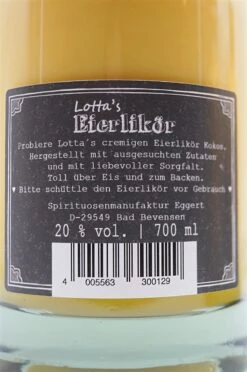 Lotta's
Eierlikör
Probiere Lotta's cremigen Eierlikör Kokos.
Hergestellt mit ausgesuchten Zutaten
und mit liebevoller Sorgfalt.
Toll über Eis und zum Backen.
♥ Bitte schüttle den Eierlikör vor Gebrauch ♥
Spirituosenmanufaktur Eggert
D-29549 Bad Bevensen
20 % vol. | 700 ml
4 005563 300129